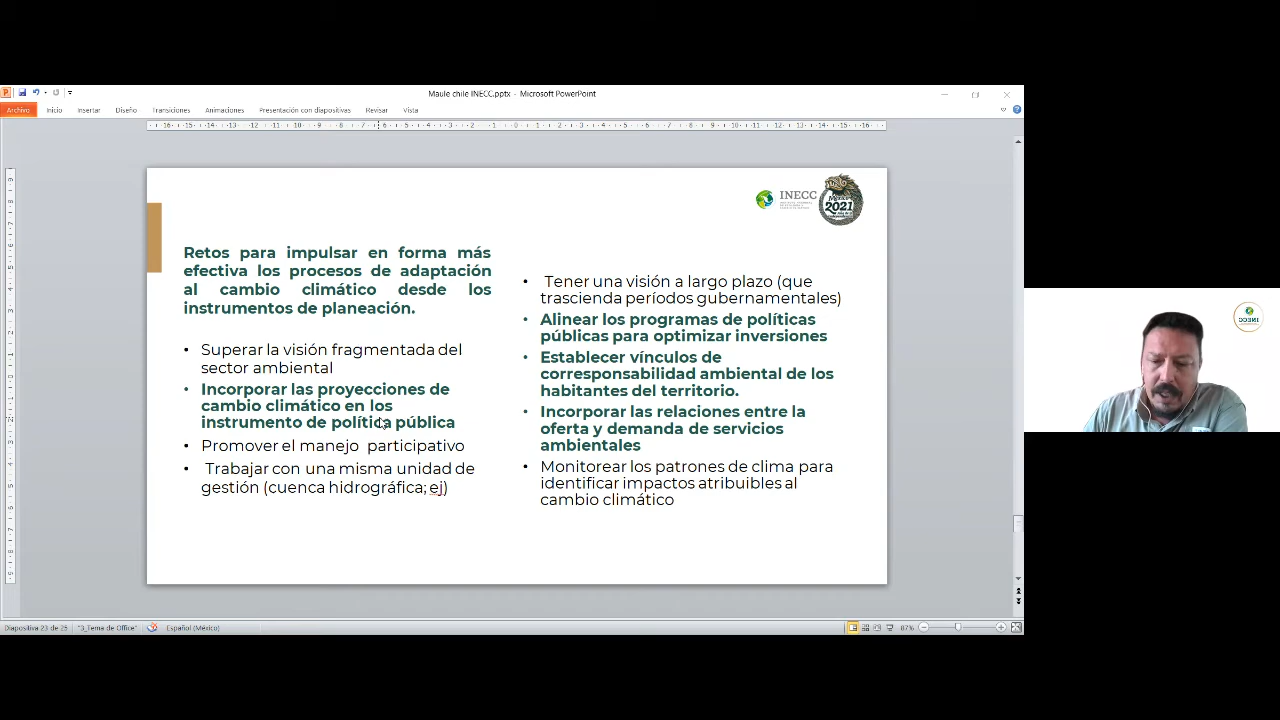 Maule chile INECC.pptx - Microsoft PowerPoint
Archivo Inicio Insertar Diseño Transiciones Animaciones Presentación con diapositivas Revisar Vista
INECC
México
2021
Retos para impulsar en forma más
efectiva los procesos de adaptación
al cambio climático desde los
instrumentos de planeación.
• Superar la visión fragmentada del
sector ambiental
• Incorporar las proyecciones de
cambio climático en los
instrumento de política pública
• Promover el manejo participativo
• Trabajar con una misma unidad de
gestión (cuenca hidrográfica; ej)
• Tener una visión a largo plazo (que
trascienda períodos gubernamentales)
• Alinear los programas de políticas
públicas para optimizar inversiones
• Establecer vínculos de
corresponsabilidad ambiental de los
habitantes del territorio.
• Incorporar las relaciones entre la
oferta y demanda de servicios
ambientales
• Monitorear los patrones de clima para
identificar impactos atribuibles al
cambio climático
INECC
Diapositiva 23 de 25 "3_Tema de Office" Español (México) 87%